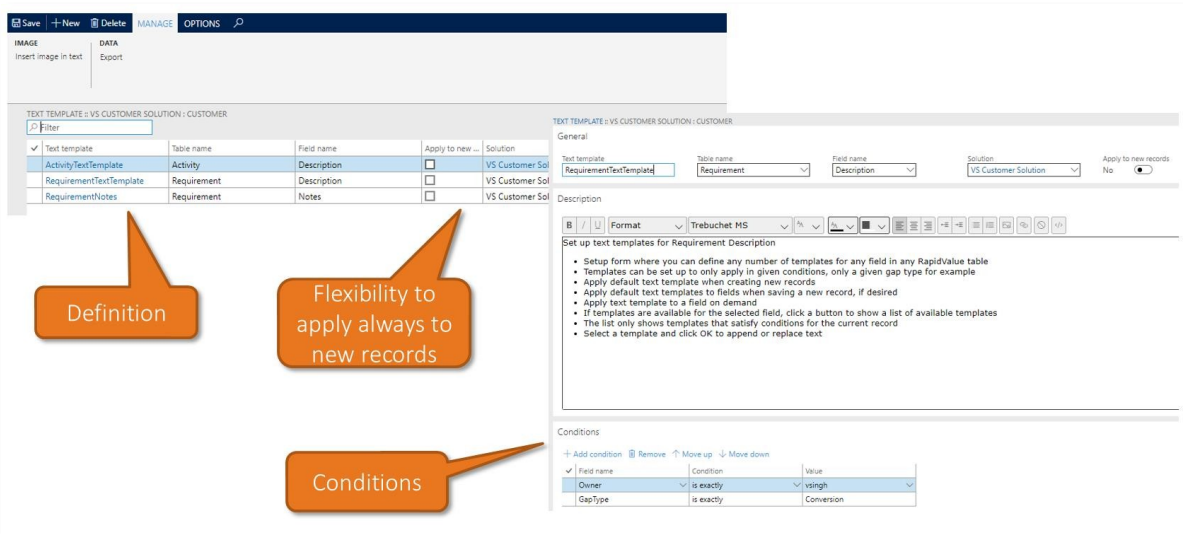 Save + New Delete MANAGE OPTIONS
IMAGE DATA
Insert image in text Export
TEXT TEMPLATE :: VS CUSTOMER SOLUTION : CUSTOMER
Filter
Text template Table name Field name Apply to new ... Solution
ActivityTextTemplate Activity Description VS Customer Sol
RequirementTextTemplate Requirement Description VS Customer Sol
RequirementNotes Requirement Notes VS Customer Sol
Definition
Flexibility to
apply always to
new records
Conditions
TEXT TEMPLATE :: VS CUSTOMER SOLUTION : CUSTOMER
General
Text template Table name Field name Solution Apply to new records
RequirementTextTemplate Requirement Description VS Customer Solution No
Description
B I U Format Trebuchet MS
Set up text templates for Requirement Description
• Setup form where you can define any number of templates for any field in any RapidValue table
• Templates can be set up to only apply in given conditions, only a given gap type for example
• Apply default text template when creating new records
• Apply default text templates to fields when saving a new record, if desired
• Apply text template to a field on demand
• If templates are available for the selected field, click a button to show a list of available templates
• The list only shows templates that satisfy conditions for the current record
• Select a template and click OK to append or replace text
Conditions
+ Add condition Remove ↑ Move up ↓ Move down
Field name Condition Value
Owner is exactly vsingh
GapType is exactly Conversion